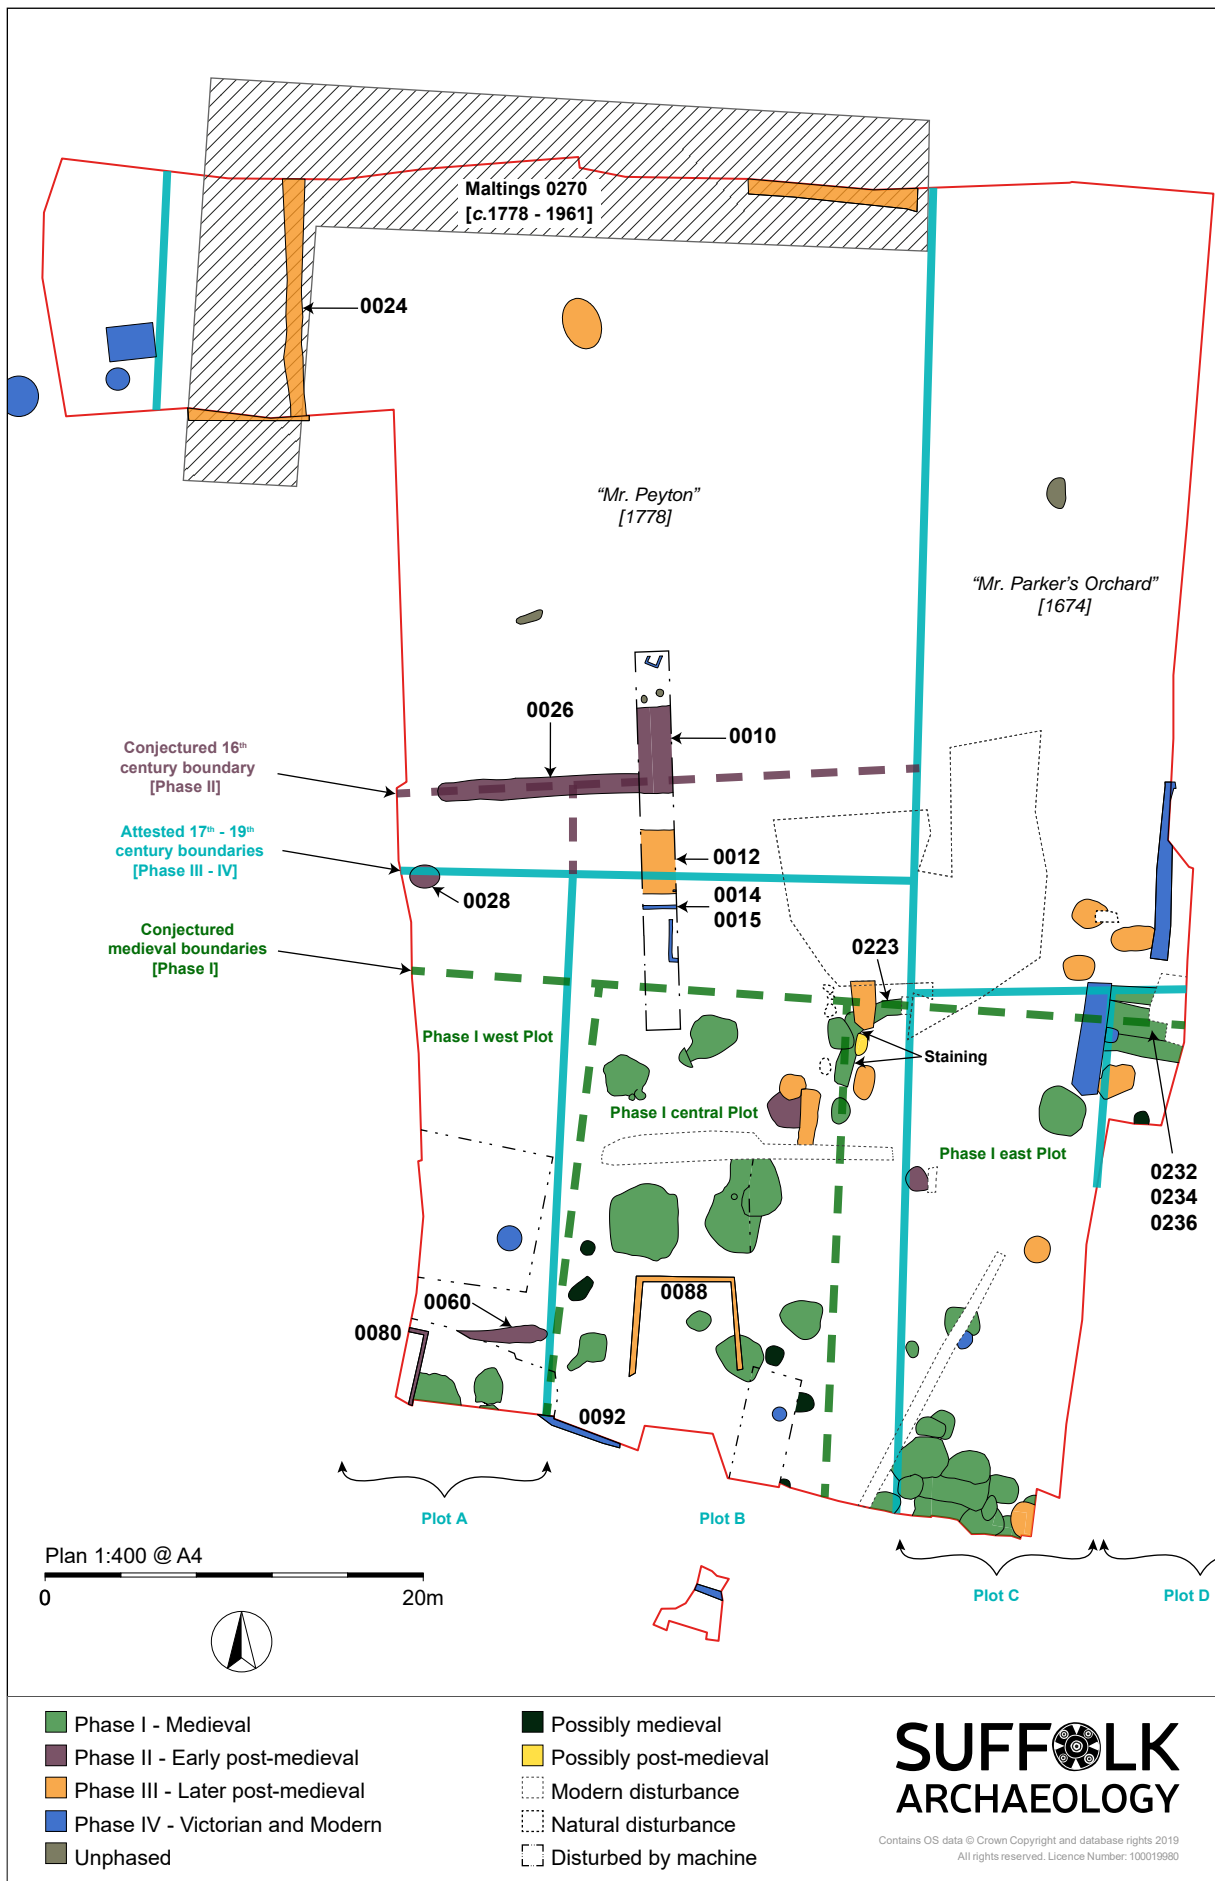 Maltings 0270
[c.1778 - 1961]
0024
“Mr. Peyton”
[1778]
“Mr. Parker’s Orchard”
[1674]
0026
0010
Conjectured 16th
century boundary
[Phase II]
Attested 17th - 19th
century boundaries
[Phase III - IV]
0012
0014
0015
0028
Conjectured
medieval boundaries
[Phase I]
0223
Phase I west Plot
Staining
Phase I central Plot
Phase I east Plot
0232
0234
0236
0060
0080
0088
0092
Plot A
Plot B
Plot C
Plot D
Plan 1:400 @ A4
0
20m
Phase I - Medieval
Phase II - Early post-medieval
Phase III - Later post-medieval
Phase IV - Victorian and Modern
Unphased
Possibly medieval
Possibly post-medieval
Modern disturbance
Natural disturbance
Disturbed by machine
SUFFOLK
ARCHAEOLOGY
Contains OS data © Crown Copyright and database rights 2019
All rights reserved. Licence Number: 100019980